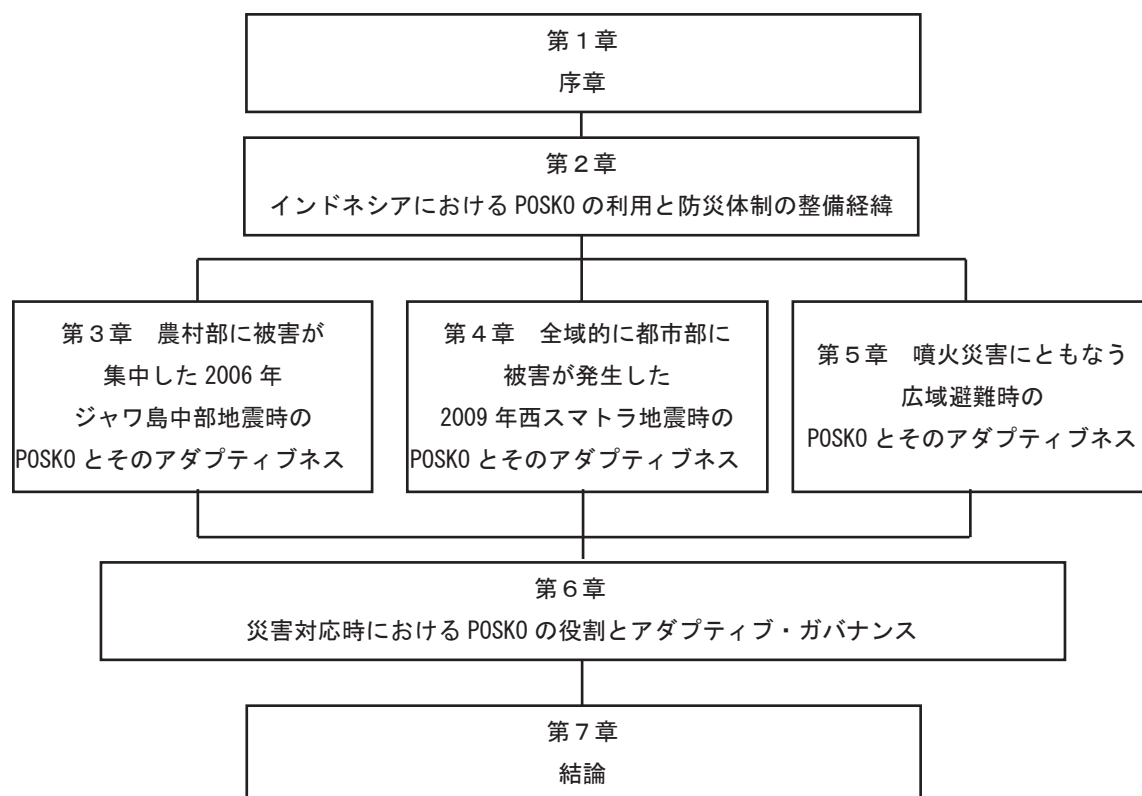 第1章
序章
第2章
インドネシアにおける POSKO の利用と防災体制の整備経緯
第3章 農村部に被害が
集中した 2006 年
ジャワ島中部地震時の
POSKO とそのアダプティブネス
第4章 全域的に都市部に
被害が発生した
2009 年西スマトラ地震時の
POSKO とそのアダプティブネス
第5章 噴火災害にともなう
広域避難時の
POSKO とそのアダプティブネス
第6章
災害対応時における POSKO の役割とアダプティブ・ガバナンス
第7章
結論